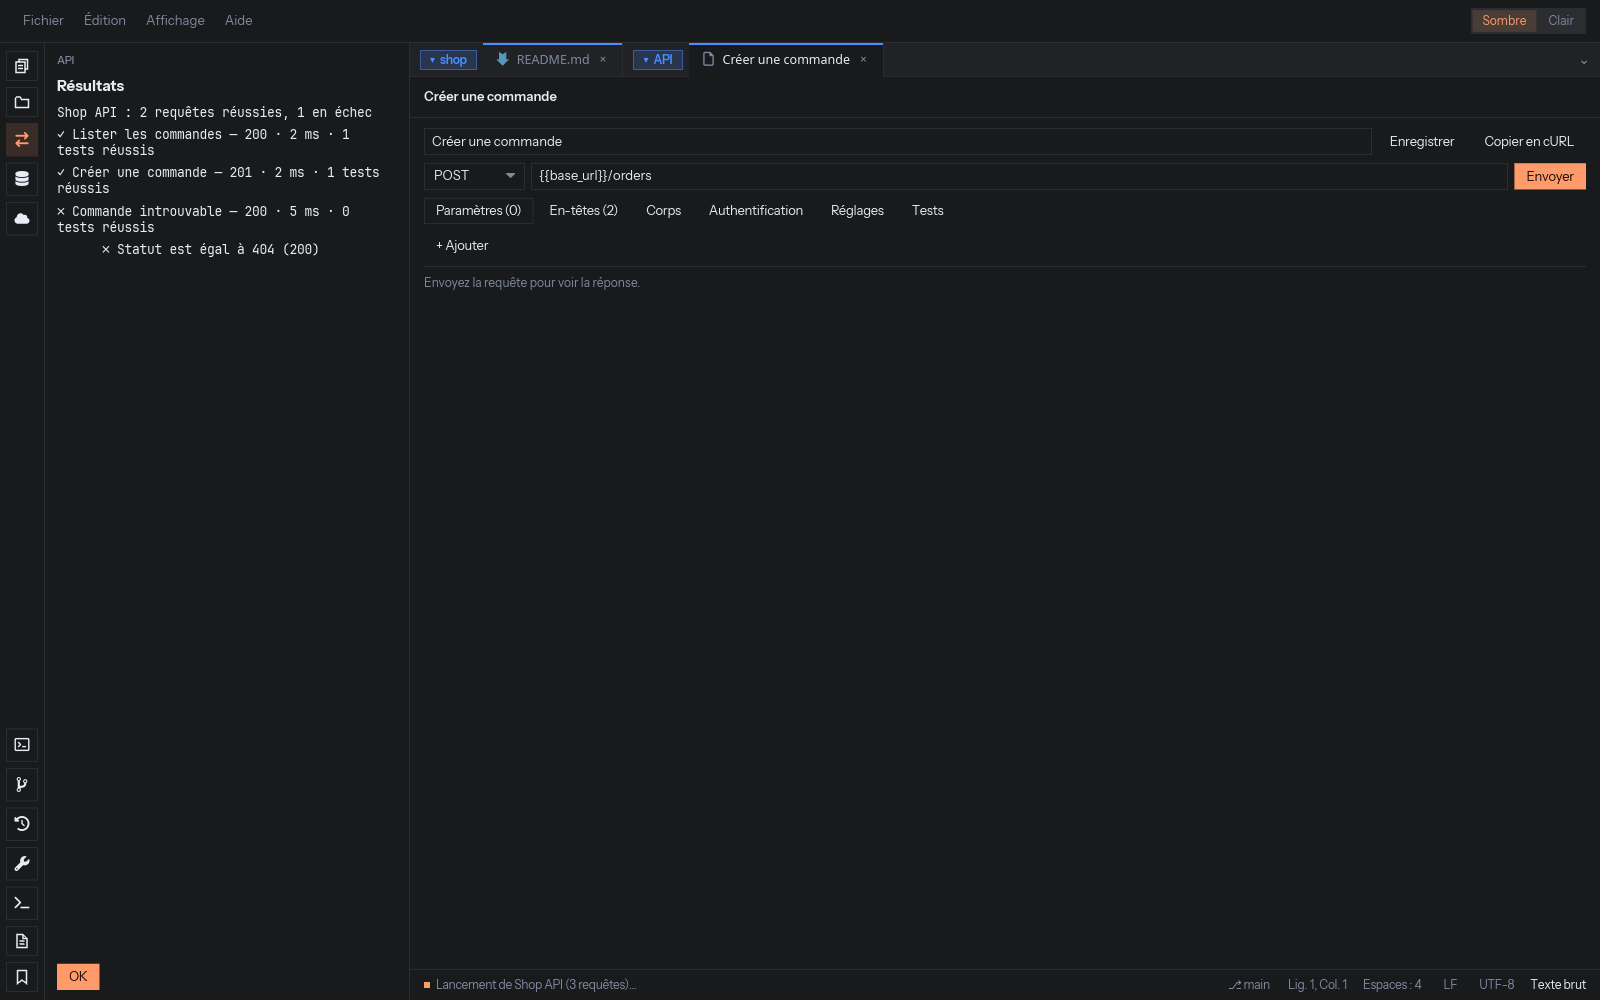 Fichier Édition Affichage Aide
Sombre Clair
API
Résultats
Shop API : 2 requêtes réussies, 1 en échec
✓ Lister les commandes — 200 · 2 ms · 1
tests réussis
✓ Créer une commande — 201 · 2 ms · 1 tests
réussis
✕ Commande introuvable — 200 · 5 ms · 0
tests réussis
✕ Statut est égal à 404 (200)
OK
▾ shop README.md × ▾ API Créer une commande ×
Créer une commande
Créer une commande Enregistrer Copier en cURL
POST {{base_url}}/orders Envoyer
Paramètres (0) En-têtes (2) Corps Authentification Réglages Tests
+ Ajouter
Envoyez la requête pour voir la réponse.
Lancement de Shop API (3 requêtes)…
⎇ main Lig. 1, Col. 1 Espaces : 4 LF UTF-8 Texte brut